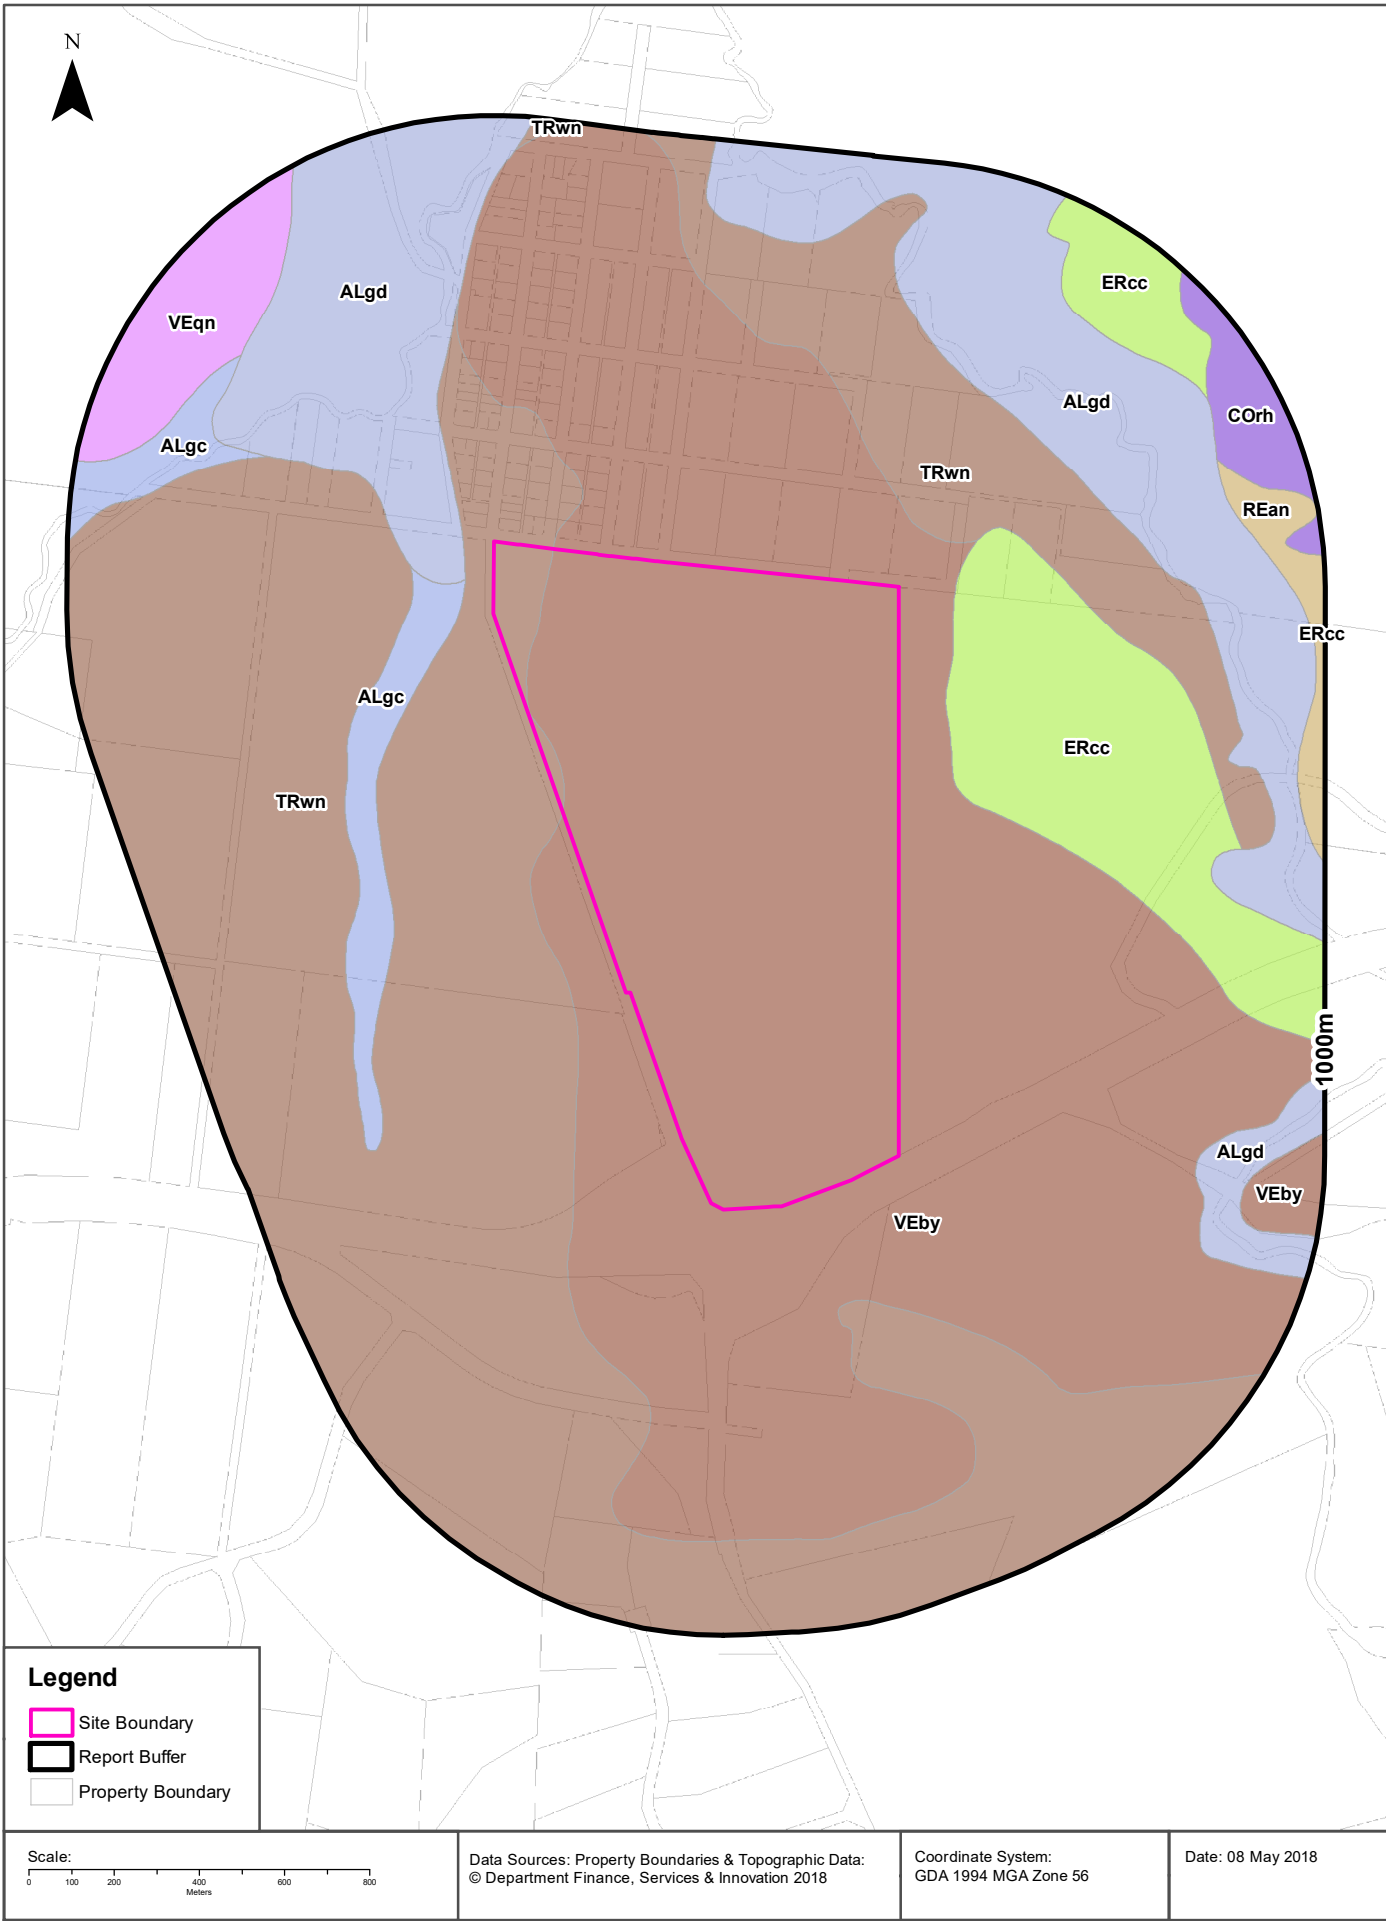 N
TRwn
ERcc
ALgd
VEqn
ALgd
COrh
ALgc
TRwn
REan
ERcc
ALgc
ERcc
TRwn
1000m
ALgd
VEby
VEby
Legend
Site Boundary
Report Buffer
Property Boundary
Scale:
0 100 200 400 600 800
Meters
Data Sources: Property Boundaries & Topographic Data:
© Department Finance, Services & Innovation 2018
Coordinate System:
GDA 1994 MGA Zone 56
Date: 08 May 2018